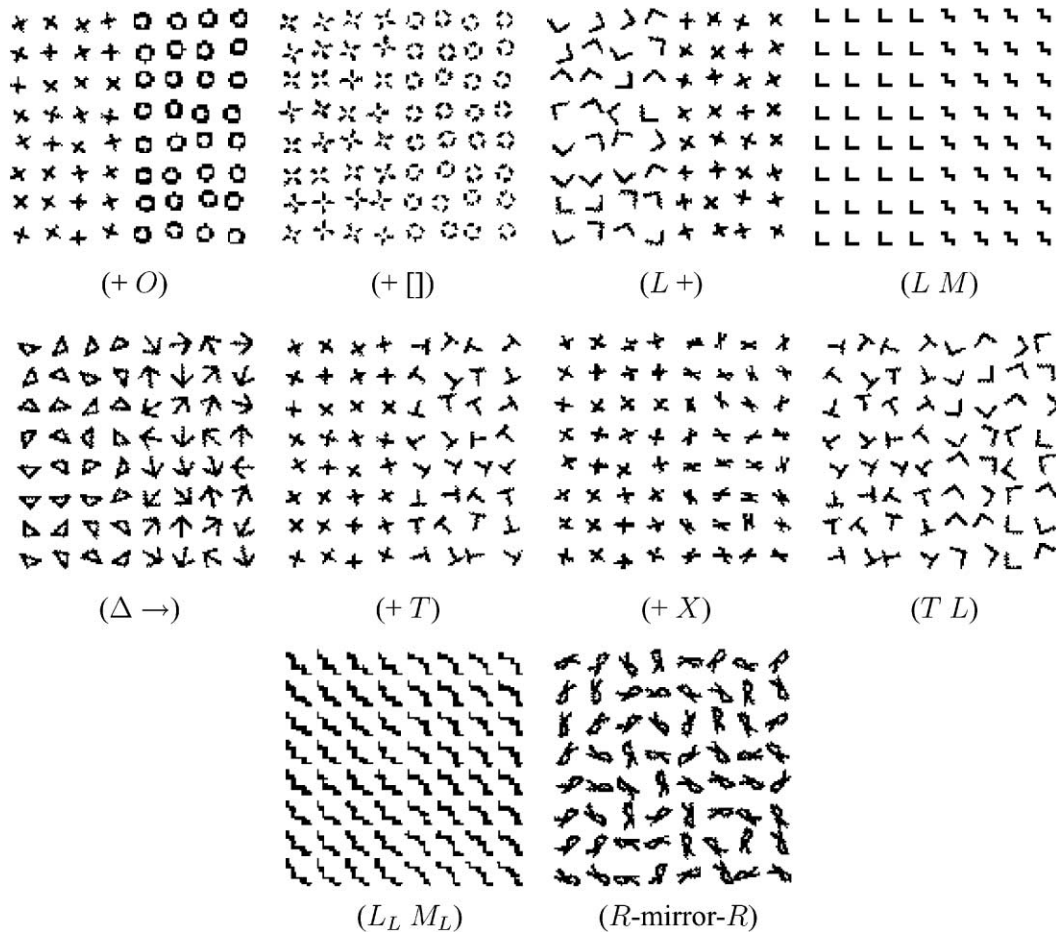 (+ O) (+ []) (L +) (L M)
(Δ →) (+ T) (+ X) (T L)
(L_L M_L) (R-mirror-R)